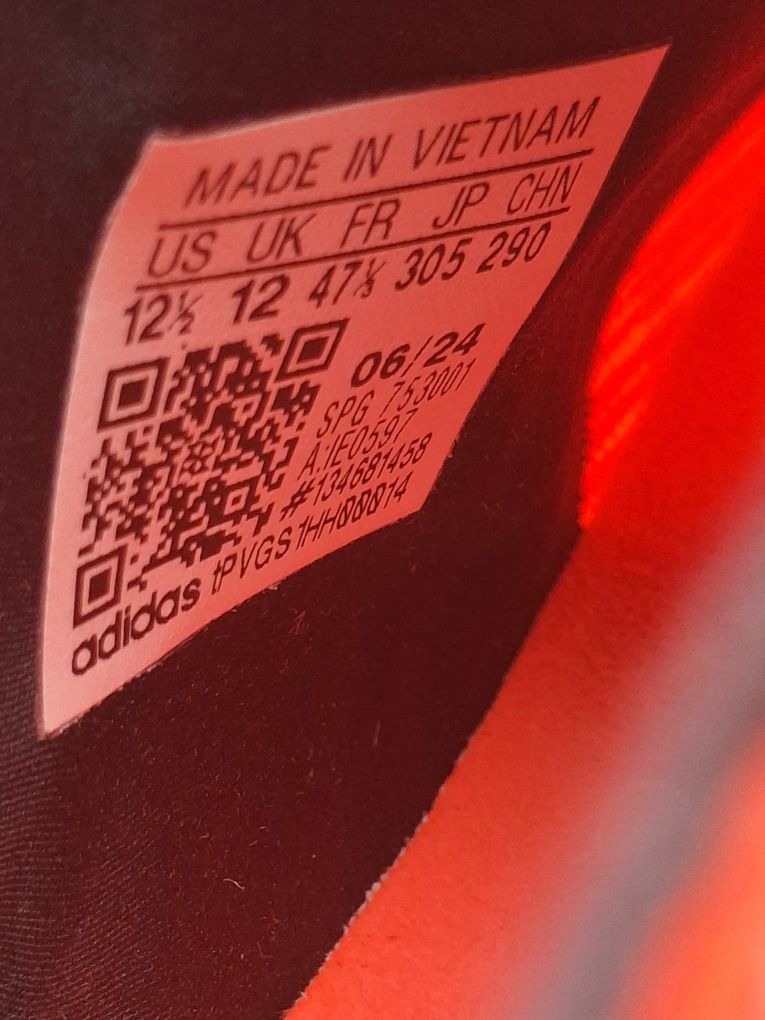 MADE IN VIETNAM
US UK FR JP CHN
12½ 12 47⅓ 305 290
06/24
SPG 753001
A:IE0597
#134681458
adidas tPVGS1HH00014